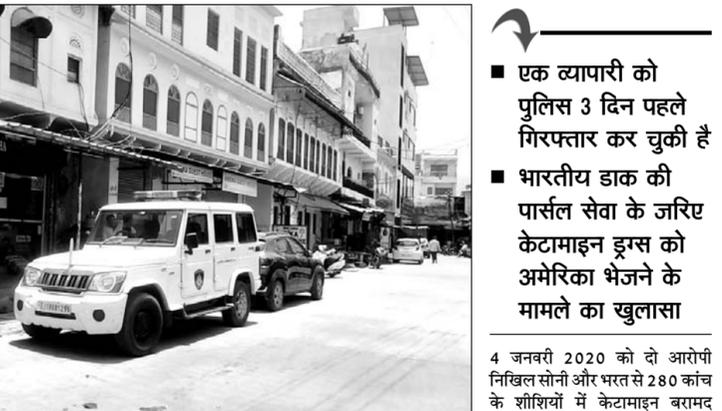 एक व्यापारी को
पुलिस 3 दिन पहले
गिरफ्तार कर चुकी है
भारतीय डाक की
पार्सल सेवा के जरिए
केटामाइन ड्रग्स को
अमेरिका भेजने के
मामले का खुलासा
4 जनवरी 2020 को दो आरोपी
निखिल सोनी और भरत से 280 कांच
के शीशियों में केटामाइन बरामद